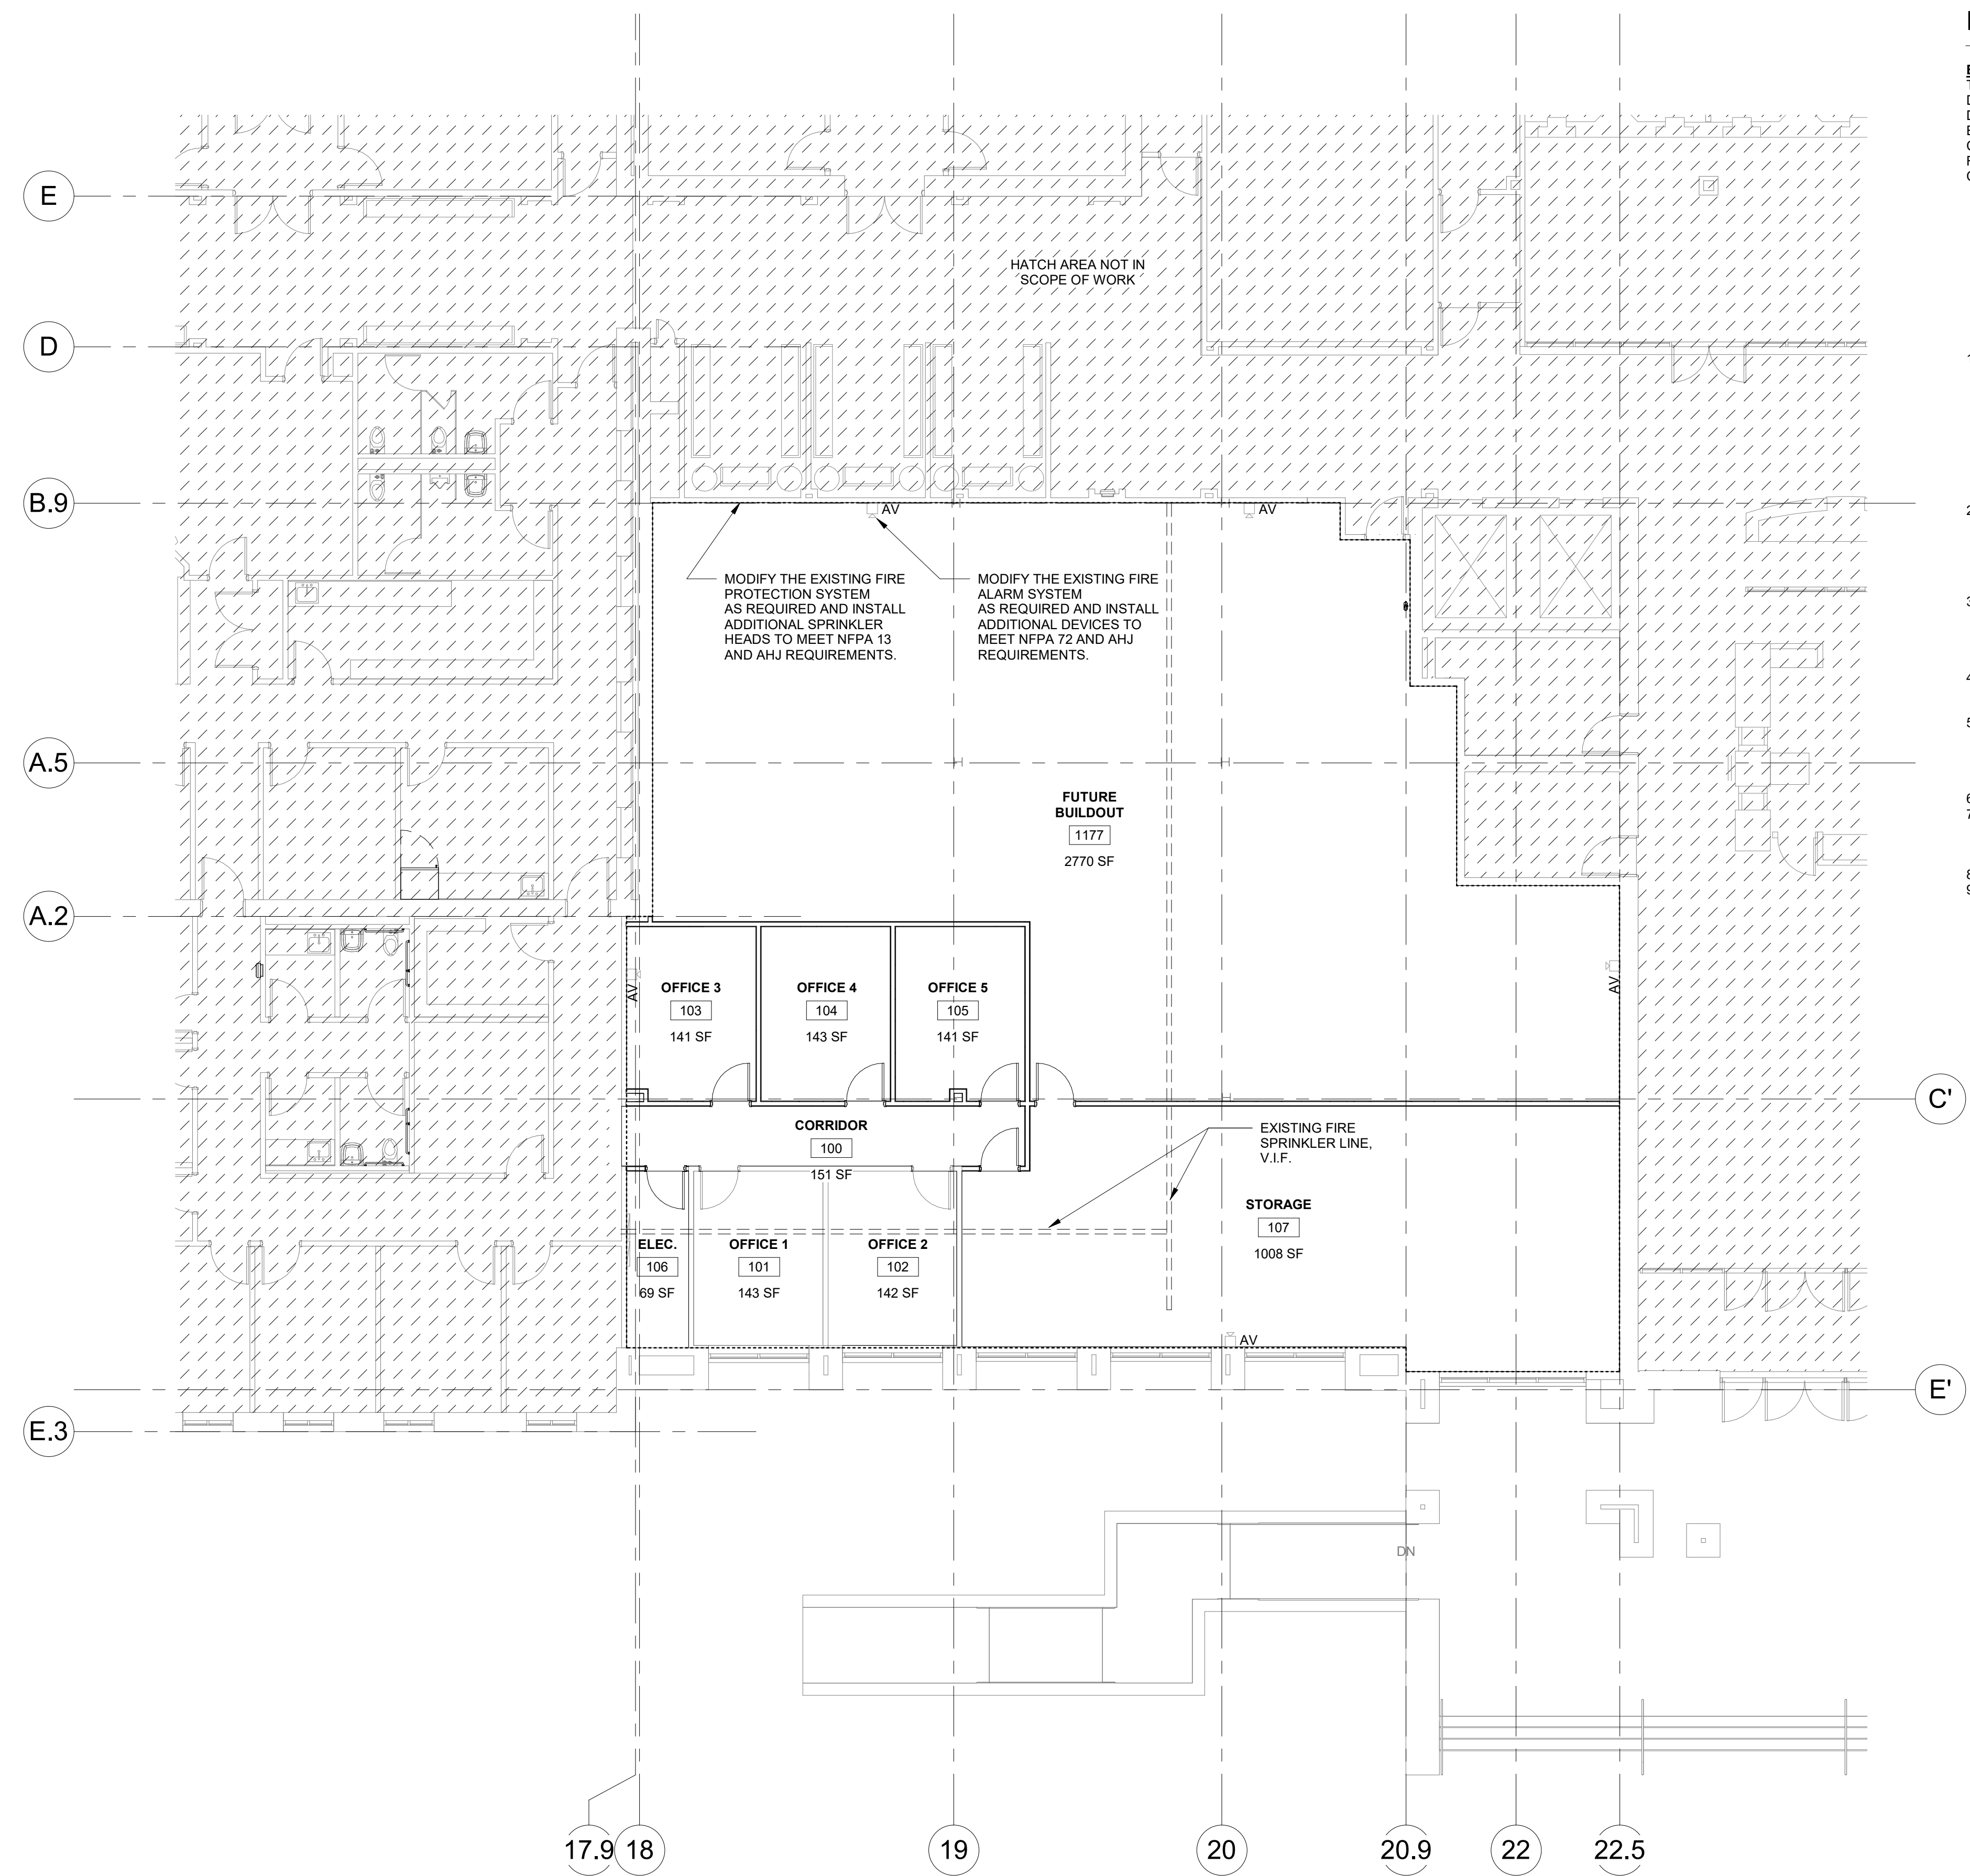 E
HATCH AREA NOT IN
SCOPE OF WORK
D
B.9
AV
AV
MODIFY THE EXISTING FIRE
PROTECTION SYSTEM
AS REQUIRED AND INSTALL
ADDITIONAL SPRINKLER
HEADS TO MEET NFPA 13
AND AHJ REQUIREMENTS.
MODIFY THE EXISTING FIRE
ALARM SYSTEM
AS REQUIRED AND INSTALL
ADDITIONAL DEVICES TO
MEET NFPA 72 AND AHJ
REQUIREMENTS.
A.5
FUTURE
BUILDOUT
1177
2770 SF
A.2
AV
OFFICE 3
103
141 SF
OFFICE 4
104
143 SF
OFFICE 5
105
141 SF
AV
C'
CORRIDOR
100
151 SF
EXISTING FIRE
SPRINKLER LINE,
V.I.F.
STORAGE
107
1008 SF
ELEC.
106
69 SF
OFFICE 1
101
143 SF
OFFICE 2
102
142 SF
AV
E'
E.3
DN
17.9
18
19
20
20.9
22
22.5